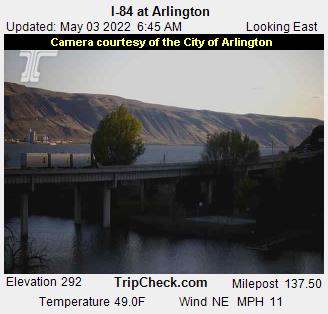 I-84 at Arlington
Updated: May 03 2022 6:45 AM Looking East
Camera courtesy of the City of Arlington
Elevation 292 TripCheck.com Milepost 137.50
Temperature 49.0F Wind NE MPH 11